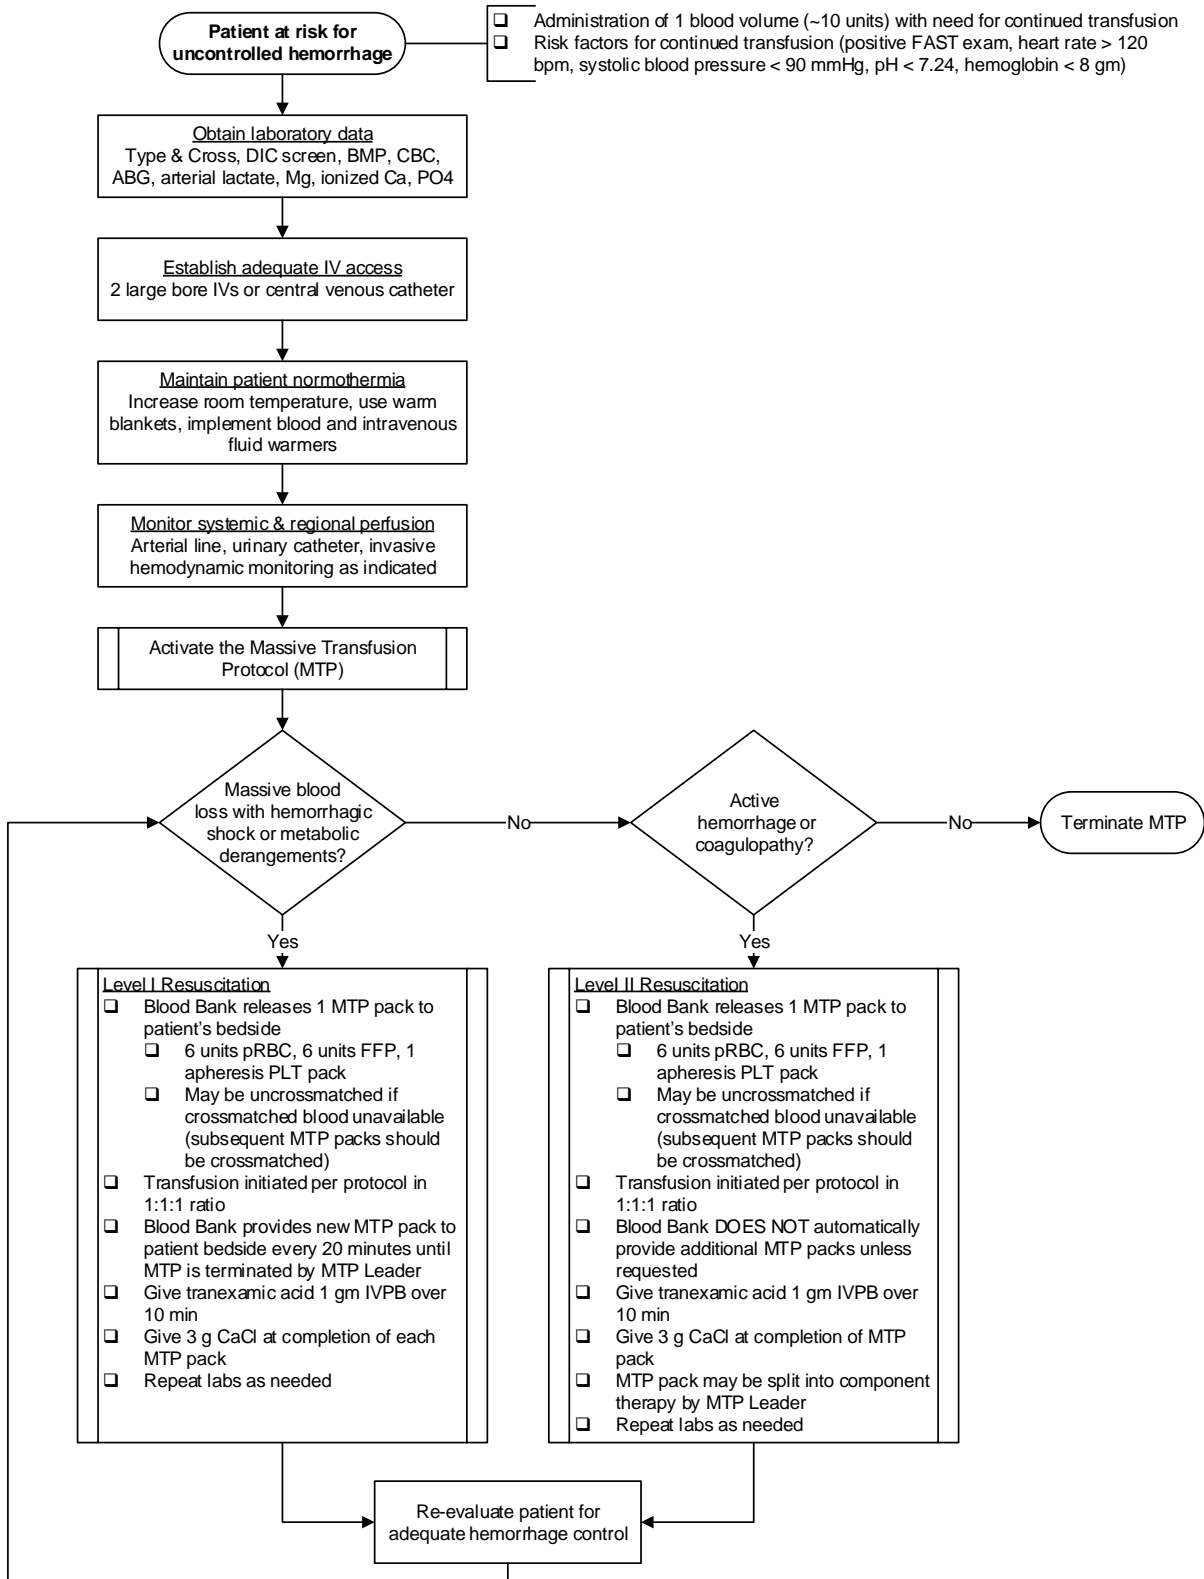 Patient at risk for
uncontrolled hemorrhage
❑ Administration of 1 blood volume (~10 units) with need for continued transfusion
❑ Risk factors for continued transfusion (positive FAST exam, heart rate > 120
bpm, systolic blood pressure < 90 mmHg, pH < 7.24, hemoglobin < 8 gm)
Obtain laboratory data
Type & Cross, DIC screen, BMP, CBC,
ABG, arterial lactate, Mg, ionized Ca, PO4
Establish adequate IV access
2 large bore IVs or central venous catheter
Maintain patient normothermia
Increase room temperature, use warm
blankets, implement blood and intravenous
fluid warmers
Monitor systemic & regional perfusion
Arterial line, urinary catheter, invasive
hemodynamic monitoring as indicated
Activate the Massive Transfusion
Protocol (MTP)
Massive blood
loss with hemorrhagic
shock or metabolic
derangements?
No
Active
hemorrhage or
coagulopathy?
No
Terminate MTP
Yes
Yes
Level I Resuscitation
❑ Blood Bank releases 1 MTP pack to
patient's bedside
❑ 6 units pRBC, 6 units FFP, 1
apheresis PLT pack
❑ May be uncrossmatched if
crossmatched blood unavailable
(subsequent MTP packs should
be crossmatched)
❑ Transfusion initiated per protocol in
1:1:1 ratio
❑ Blood Bank provides new MTP pack to
patient bedside every 20 minutes until
MTP is terminated by MTP Leader
❑ Give tranexamic acid 1 gm IVPB over
10 min
❑ Give 3 g CaCl at completion of each
MTP pack
❑ Repeat labs as needed
Level II Resuscitation
❑ Blood Bank releases 1 MTP pack to
patient's bedside
❑ 6 units pRBC, 6 units FFP, 1
apheresis PLT pack
❑ May be uncrossmatched if
crossmatched blood unavailable
(subsequent MTP packs should
be crossmatched)
❑ Transfusion initiated per protocol in
1:1:1 ratio
❑ Blood Bank DOES NOT automatically
provide additional MTP packs unless
requested
❑ Give tranexamic acid 1 gm IVPB over
10 min
❑ Give 3 g CaCl at completion of MTP
pack
❑ MTP pack may be split into component
therapy by MTP Leader
❑ Repeat labs as needed
Re-evaluate patient for
adequate hemorrhage control